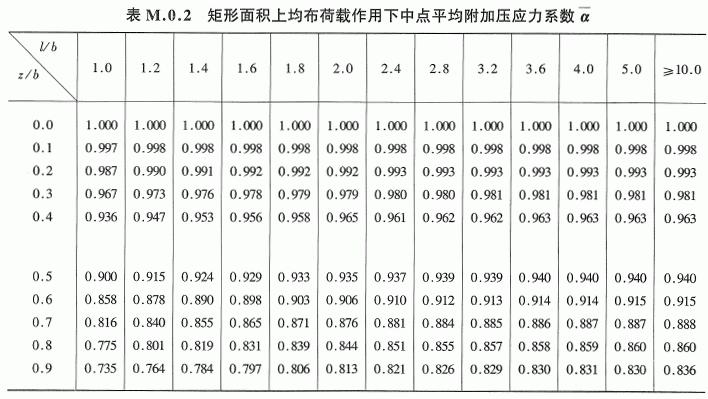 表 M.0.2 矩形面积上均布荷载作用下中点平均附加压应力系数 α̅
l/b
z/b
1.0 1.2 1.4 1.6 1.8 2.0 2.4 2.8 3.2 3.6 4.0 5.0 ≥10.0
0.0 1.000 1.000 1.000 1.000 1.000 1.000 1.000 1.000 1.000 1.000 1.000 1.000 1.000
0.1 0.997 0.998 0.998 0.998 0.998 0.998 0.998 0.998 0.998 0.998 0.998 0.998 0.998
0.2 0.987 0.990 0.991 0.992 0.992 0.992 0.993 0.993 0.993 0.993 0.993 0.993 0.993
0.3 0.967 0.973 0.976 0.978 0.979 0.979 0.980 0.980 0.981 0.981 0.981 0.981 0.981
0.4 0.936 0.947 0.953 0.956 0.958 0.965 0.961 0.962 0.962 0.963 0.963 0.963 0.963
0.5 0.900 0.915 0.924 0.929 0.933 0.935 0.937 0.939 0.939 0.940 0.940 0.940 0.940
0.6 0.858 0.878 0.890 0.898 0.903 0.906 0.910 0.912 0.913 0.914 0.914 0.915 0.915
0.7 0.816 0.840 0.855 0.865 0.871 0.876 0.881 0.884 0.885 0.886 0.887 0.887 0.888
0.8 0.775 0.801 0.819 0.831 0.839 0.844 0.851 0.855 0.857 0.858 0.859 0.860 0.860
0.9 0.735 0.764 0.784 0.797 0.806 0.813 0.821 0.826 0.829 0.830 0.831 0.830 0.836